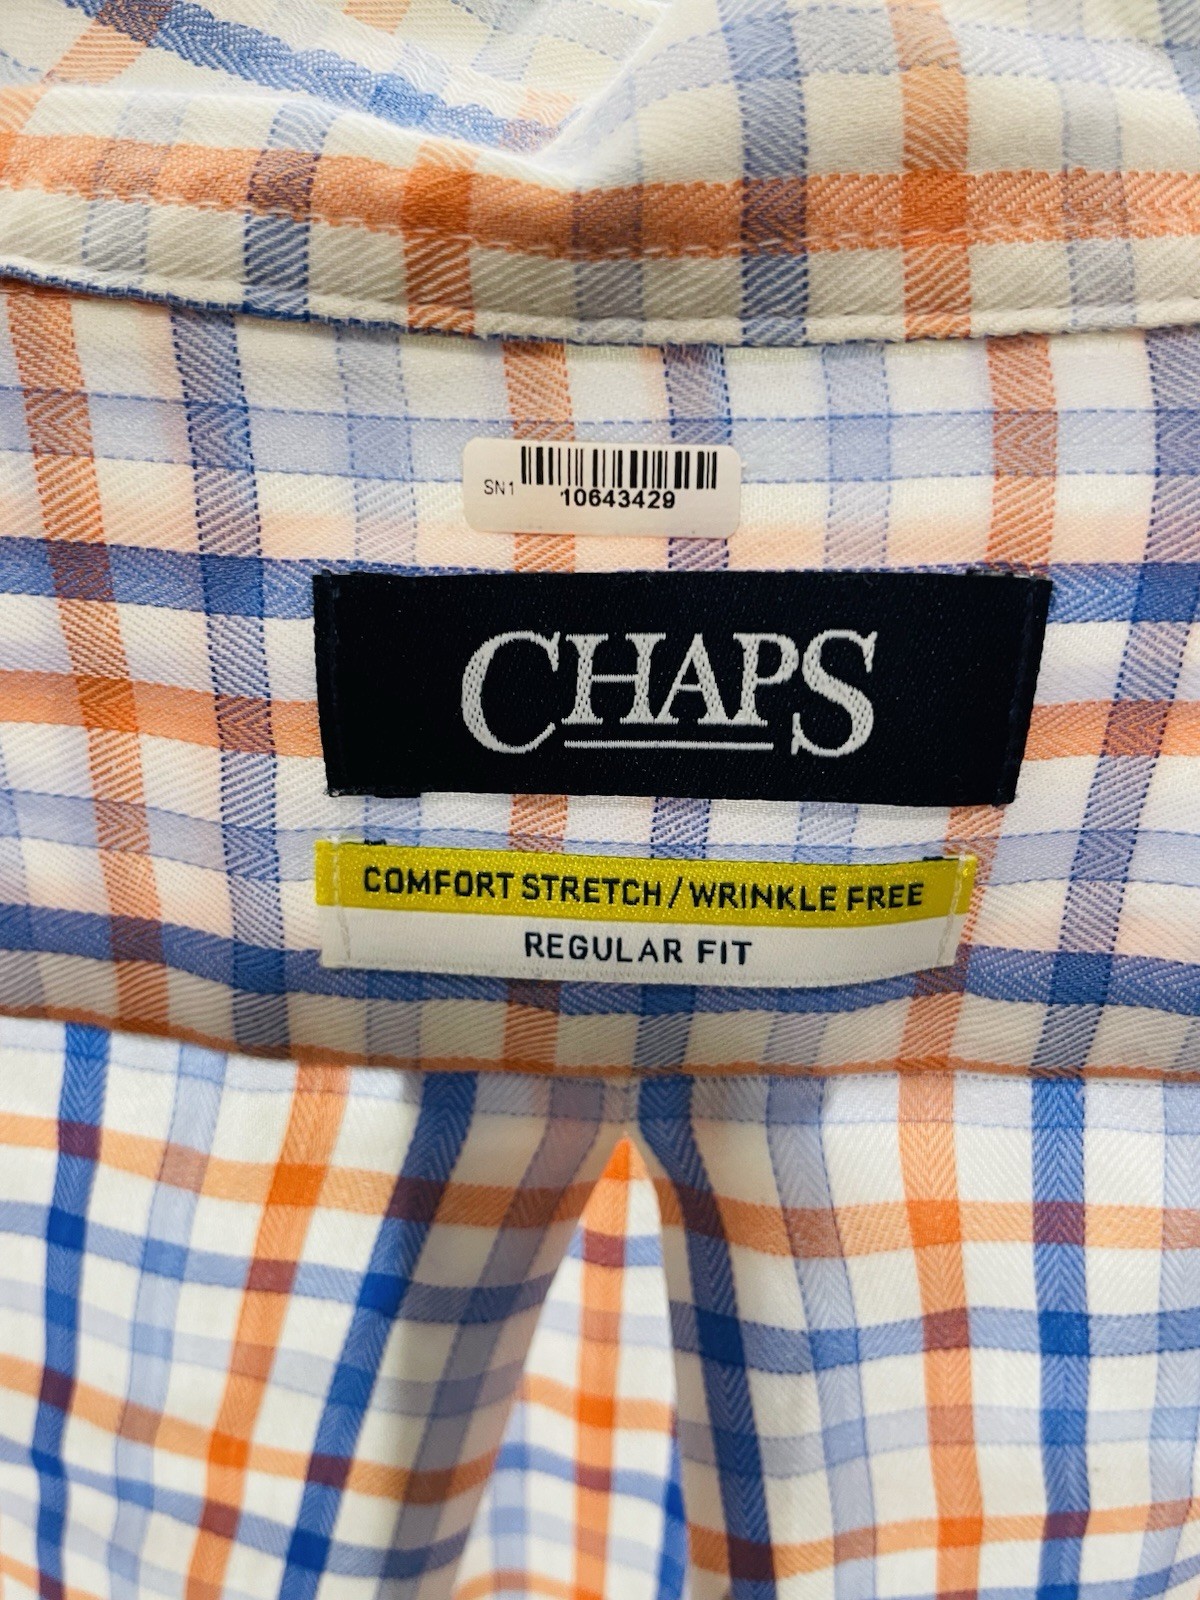 SN1
10643429
CHAPS
COMFORT STRETCH / WRINKLE FREE
REGULAR FIT